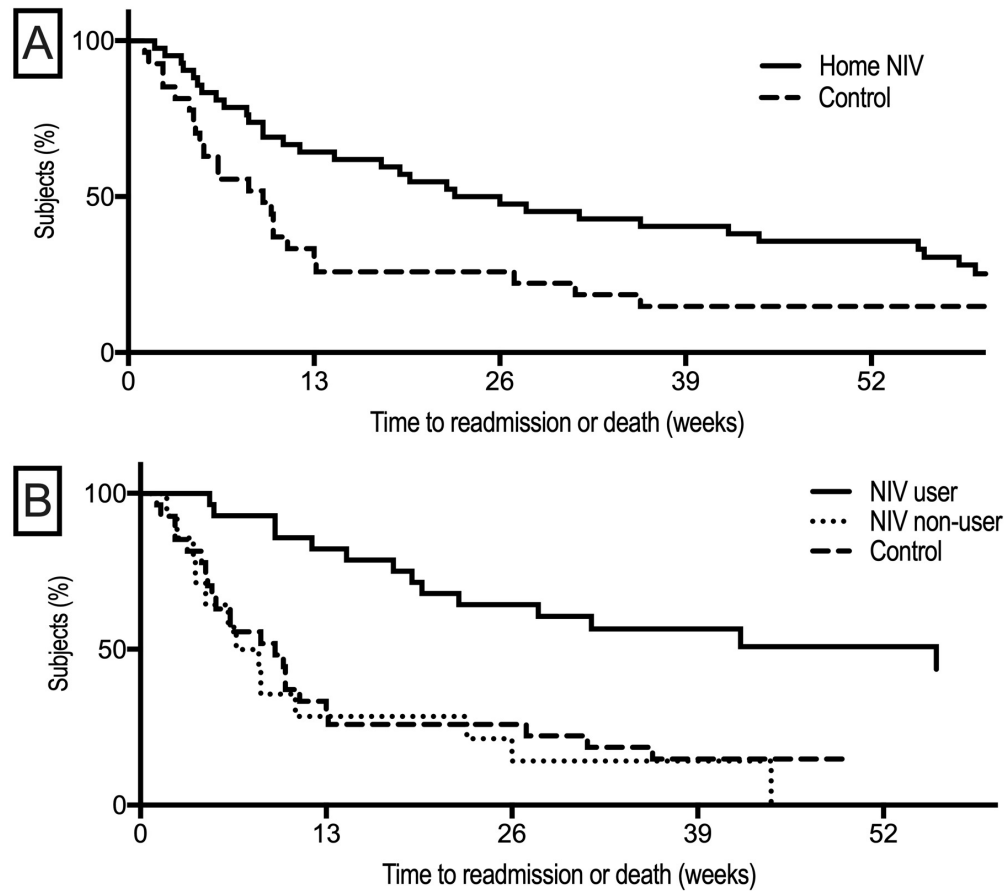 A
100
50
0
Subjects (%)
Home NIV
Control
0 13 26 39 52
Time to readmission or death (weeks)
B
100
50
0
Subjects (%)
NIV user
NIV non-user
Control
0 13 26 39 52
Time to readmission or death (weeks)